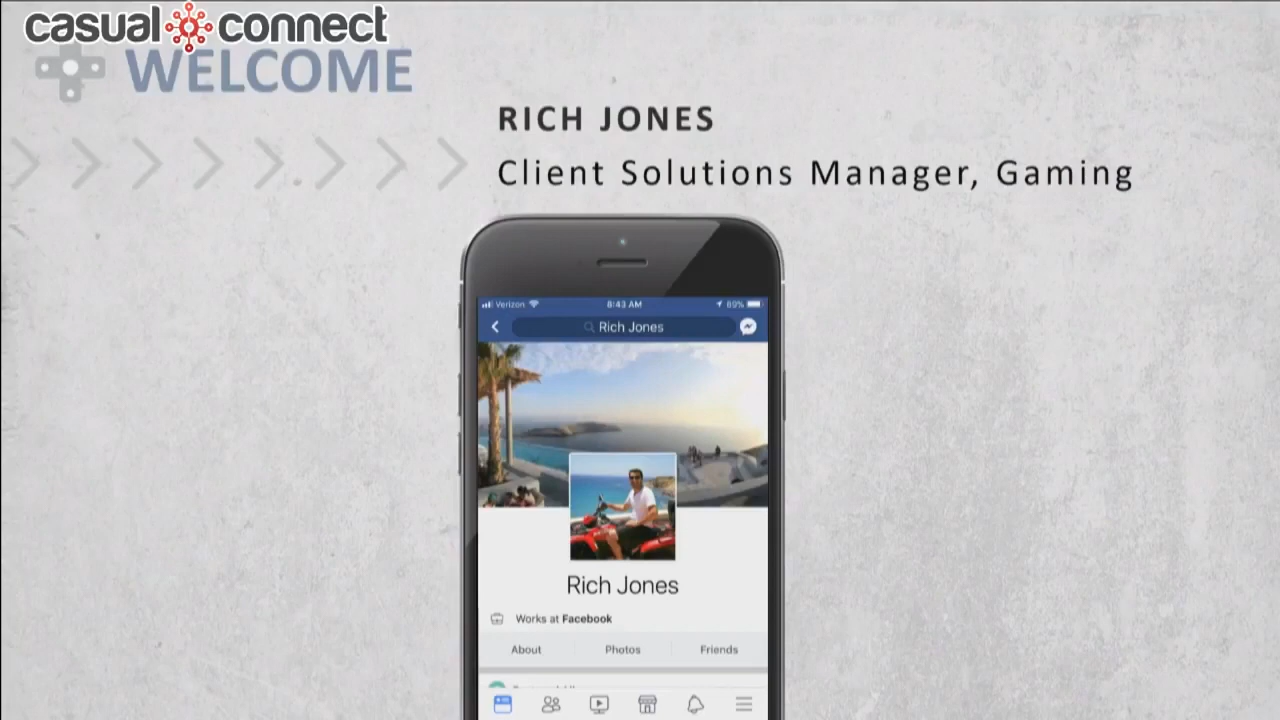 casual connect
WELCOME
RICH JONES
Client Solutions Manager, Gaming
Verizon 8:43 AM 89%
Rich Jones
Rich Jones
Works at Facebook
About Photos Friends